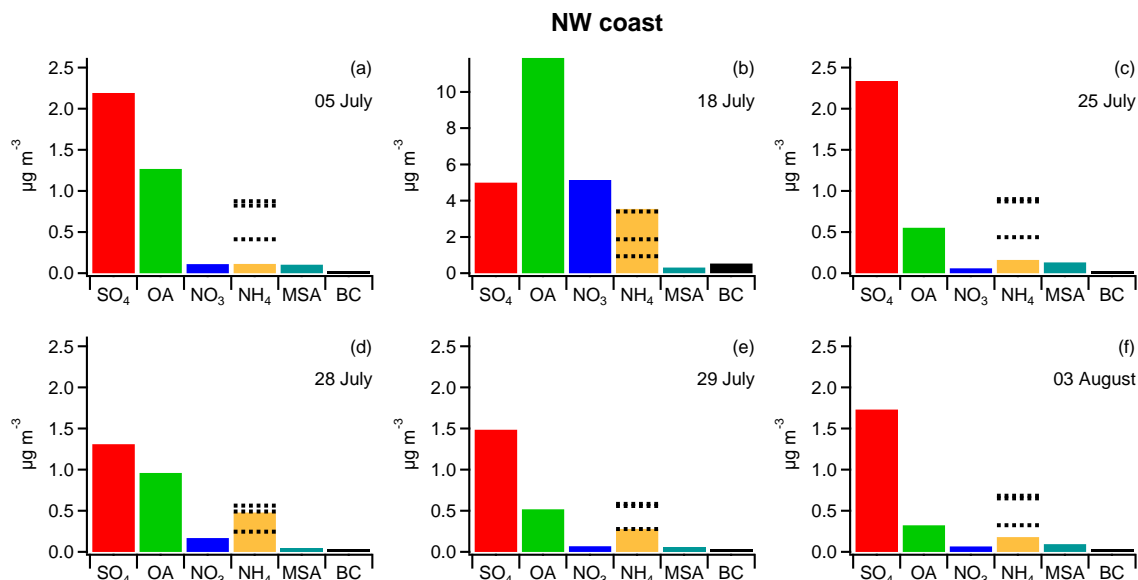 NW coast
(a)
05 July
µg m⁻³
2.5
2.0
1.5
1.0
0.5
0.0
SO₄ OA NO₃ NH₄ MSA BC
(b)
18 July
µg m⁻³
10
8
6
4
2
0
SO₄ OA NO₃ NH₄ MSA BC
(c)
25 July
µg m⁻³
2.5
2.0
1.5
1.0
0.5
0.0
SO₄ OA NO₃ NH₄ MSA BC
(d)
28 July
µg m⁻³
2.5
2.0
1.5
1.0
0.5
0.0
SO₄ OA NO₃ NH₄ MSA BC
(e)
29 July
µg m⁻³
2.5
2.0
1.5
1.0
0.5
0.0
SO₄ OA NO₃ NH₄ MSA BC
(f)
03 August
µg m⁻³
2.5
2.0
1.5
1.0
0.5
0.0
SO₄ OA NO₃ NH₄ MSA BC